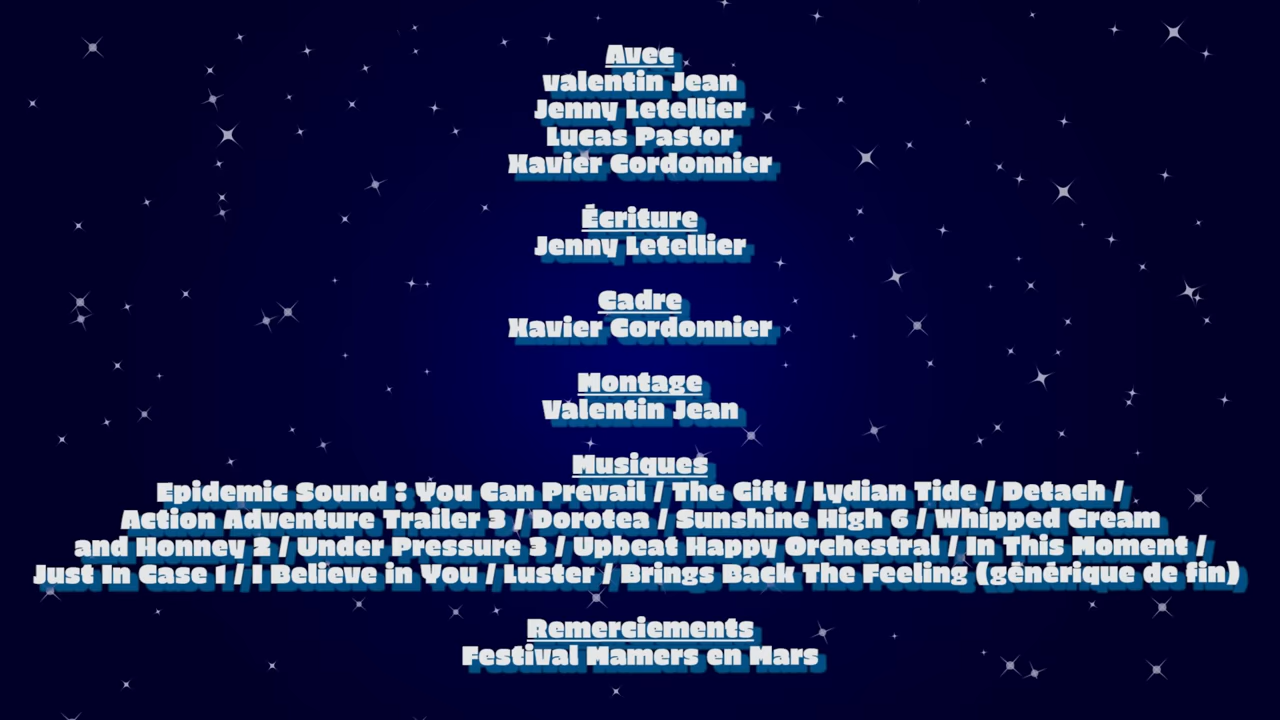 Avec
valentin Jean
Jenny Letellier
Lucas Pastor
Xavier Cordonnier
Écriture
Jenny Letellier
Cadre
Xavier Cordonnier
Montage
Valentin Jean
Musiques
Epidemic Sound : You Can Prevail / The Gift / Lydian Tide / Detach /
Action Adventure Trailer 3 / Dorotea / Sunshine High 6 / Whipped Cream
and Honney 2 / Under Pressure 3 / Upbeat Happy Orchestral / In This Moment /
Just In Case 1 / I Believe in You / Luster / Brings Back The Feeling (générique de fin)
Remerciements
Festival Mamers en Mars